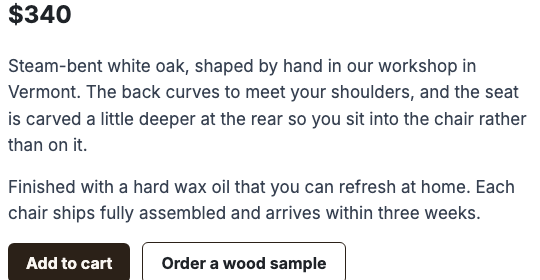 $340
Steam-bent white oak, shaped by hand in our workshop in
Vermont. The back curves to meet your shoulders, and the seat
is carved a little deeper at the rear so you sit into the chair rather
than on it.
Finished with a hard wax oil that you can refresh at home. Each
chair ships fully assembled and arrives within three weeks.
Add to cart
Order a wood sample